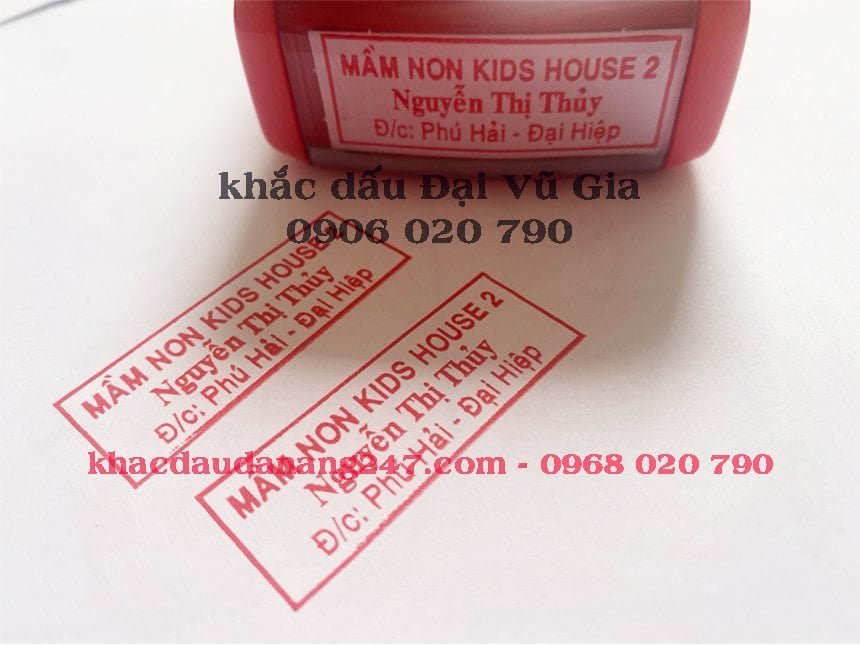 MẦM NON KIDS HOUSE 2
Nguyễn Thị Thủy
Đ/c: Phú Hải - Đại Hiệp
khắc dấu Đại Vũ Gia
0906 020 790
MẦM NON KIDS HOUSE 2
Nguyễn Thị Thủy
Đ/c: Phú Hải - Đại Hiệp
MẦM NON KIDS HOUSE 2
Nguyễn Thị Thủy
Đ/c: Phú Hải - Đại Hiệp
khacdaudanang247.com - 0968 020 790